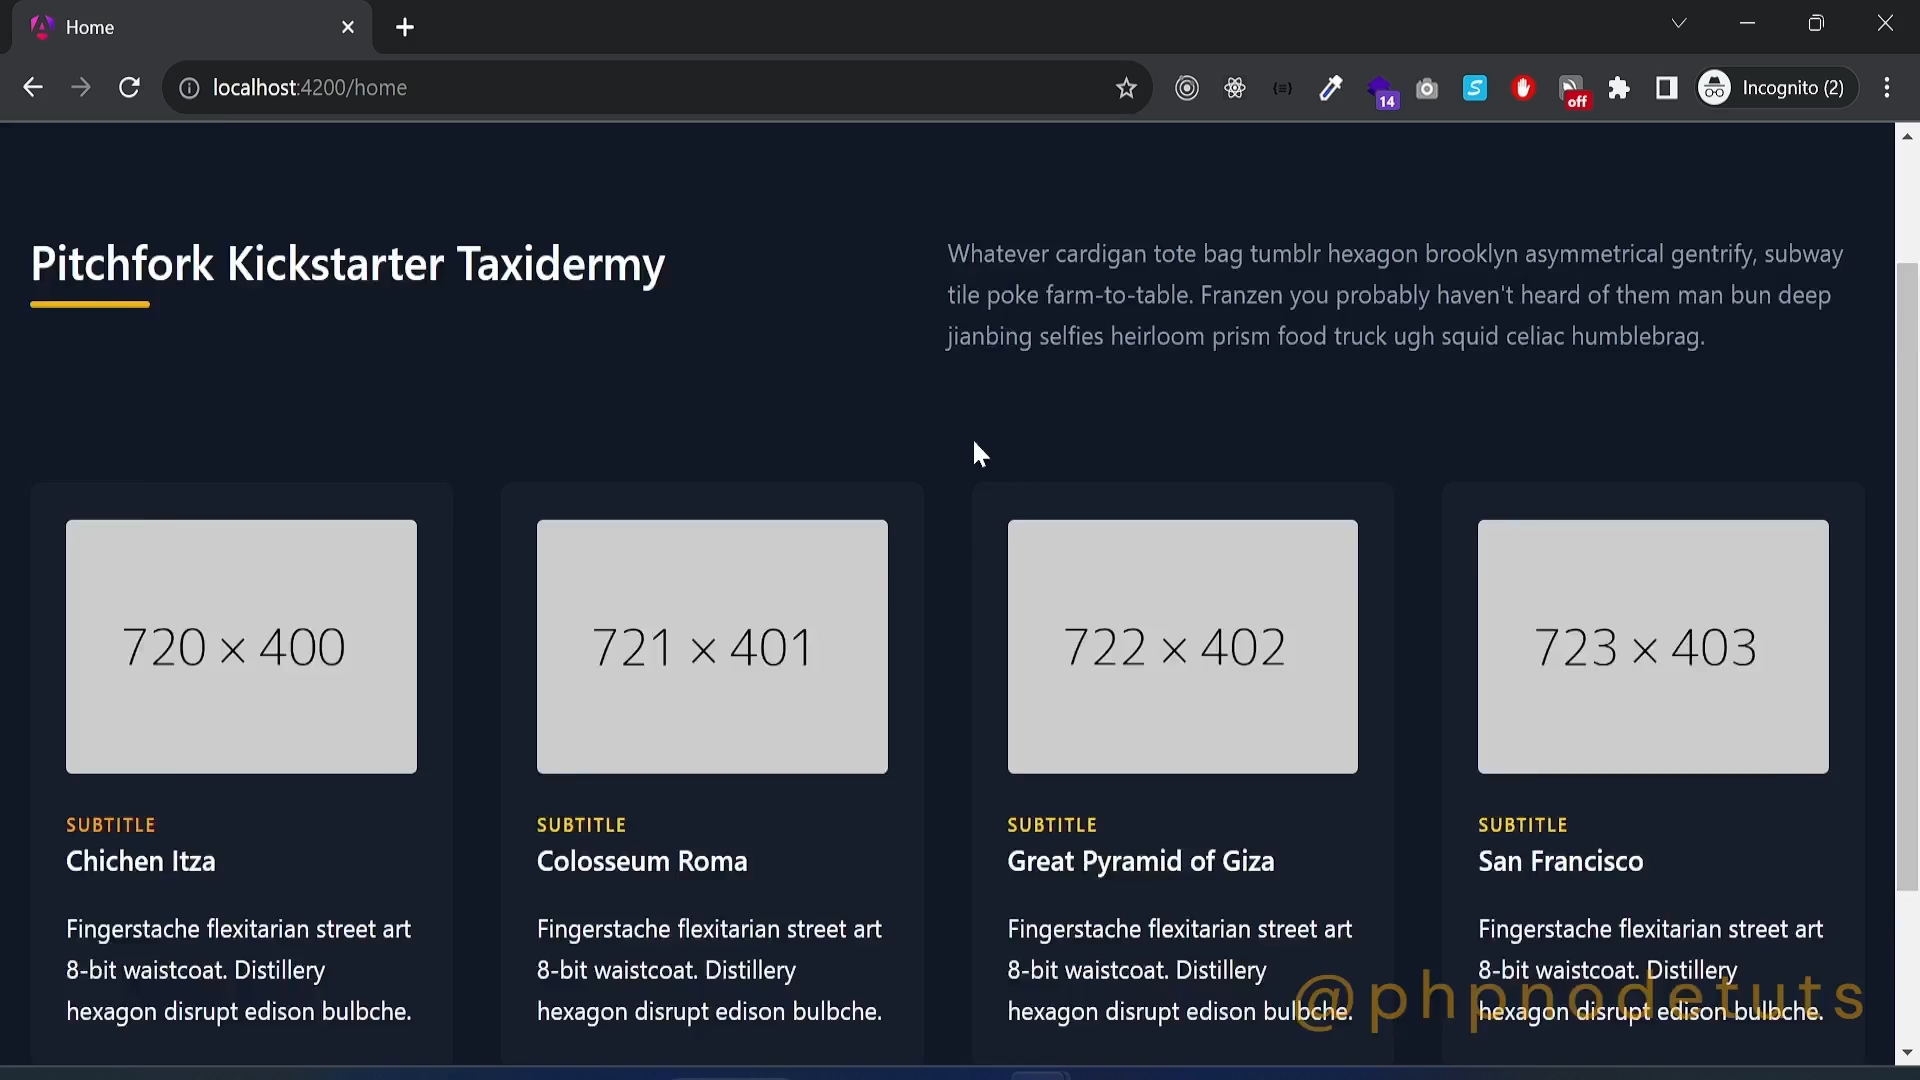 Home
localhost:4200/home
14
off
Incognito (2)
Pitchfork Kickstarter Taxidermy
Whatever cardigan tote bag tumblr hexagon brooklyn asymmetrical gentrify, subway
tile poke farm-to-table. Franzen you probably haven't heard of them man bun deep
jianbing selfies heirloom prism food truck ugh squid celiac humblebrag.
720 × 400
721 × 401
722 × 402
723 × 403
SUBTITLE
Chichen Itza
Fingerstache flexitarian street art
8-bit waistcoat. Distillery
hexagon disrupt edison bulbche.
SUBTITLE
Colosseum Roma
Fingerstache flexitarian street art
8-bit waistcoat. Distillery
hexagon disrupt edison bulbche.
SUBTITLE
Great Pyramid of Giza
Fingerstache flexitarian street art
8-bit waistcoat. Distillery
hexagon disrupt edison bulbche.
SUBTITLE
San Francisco
Fingerstache flexitarian street art
8-bit waistcoat. Distillery
hexagon disrupt edison bulbche.
@phpnodetuts